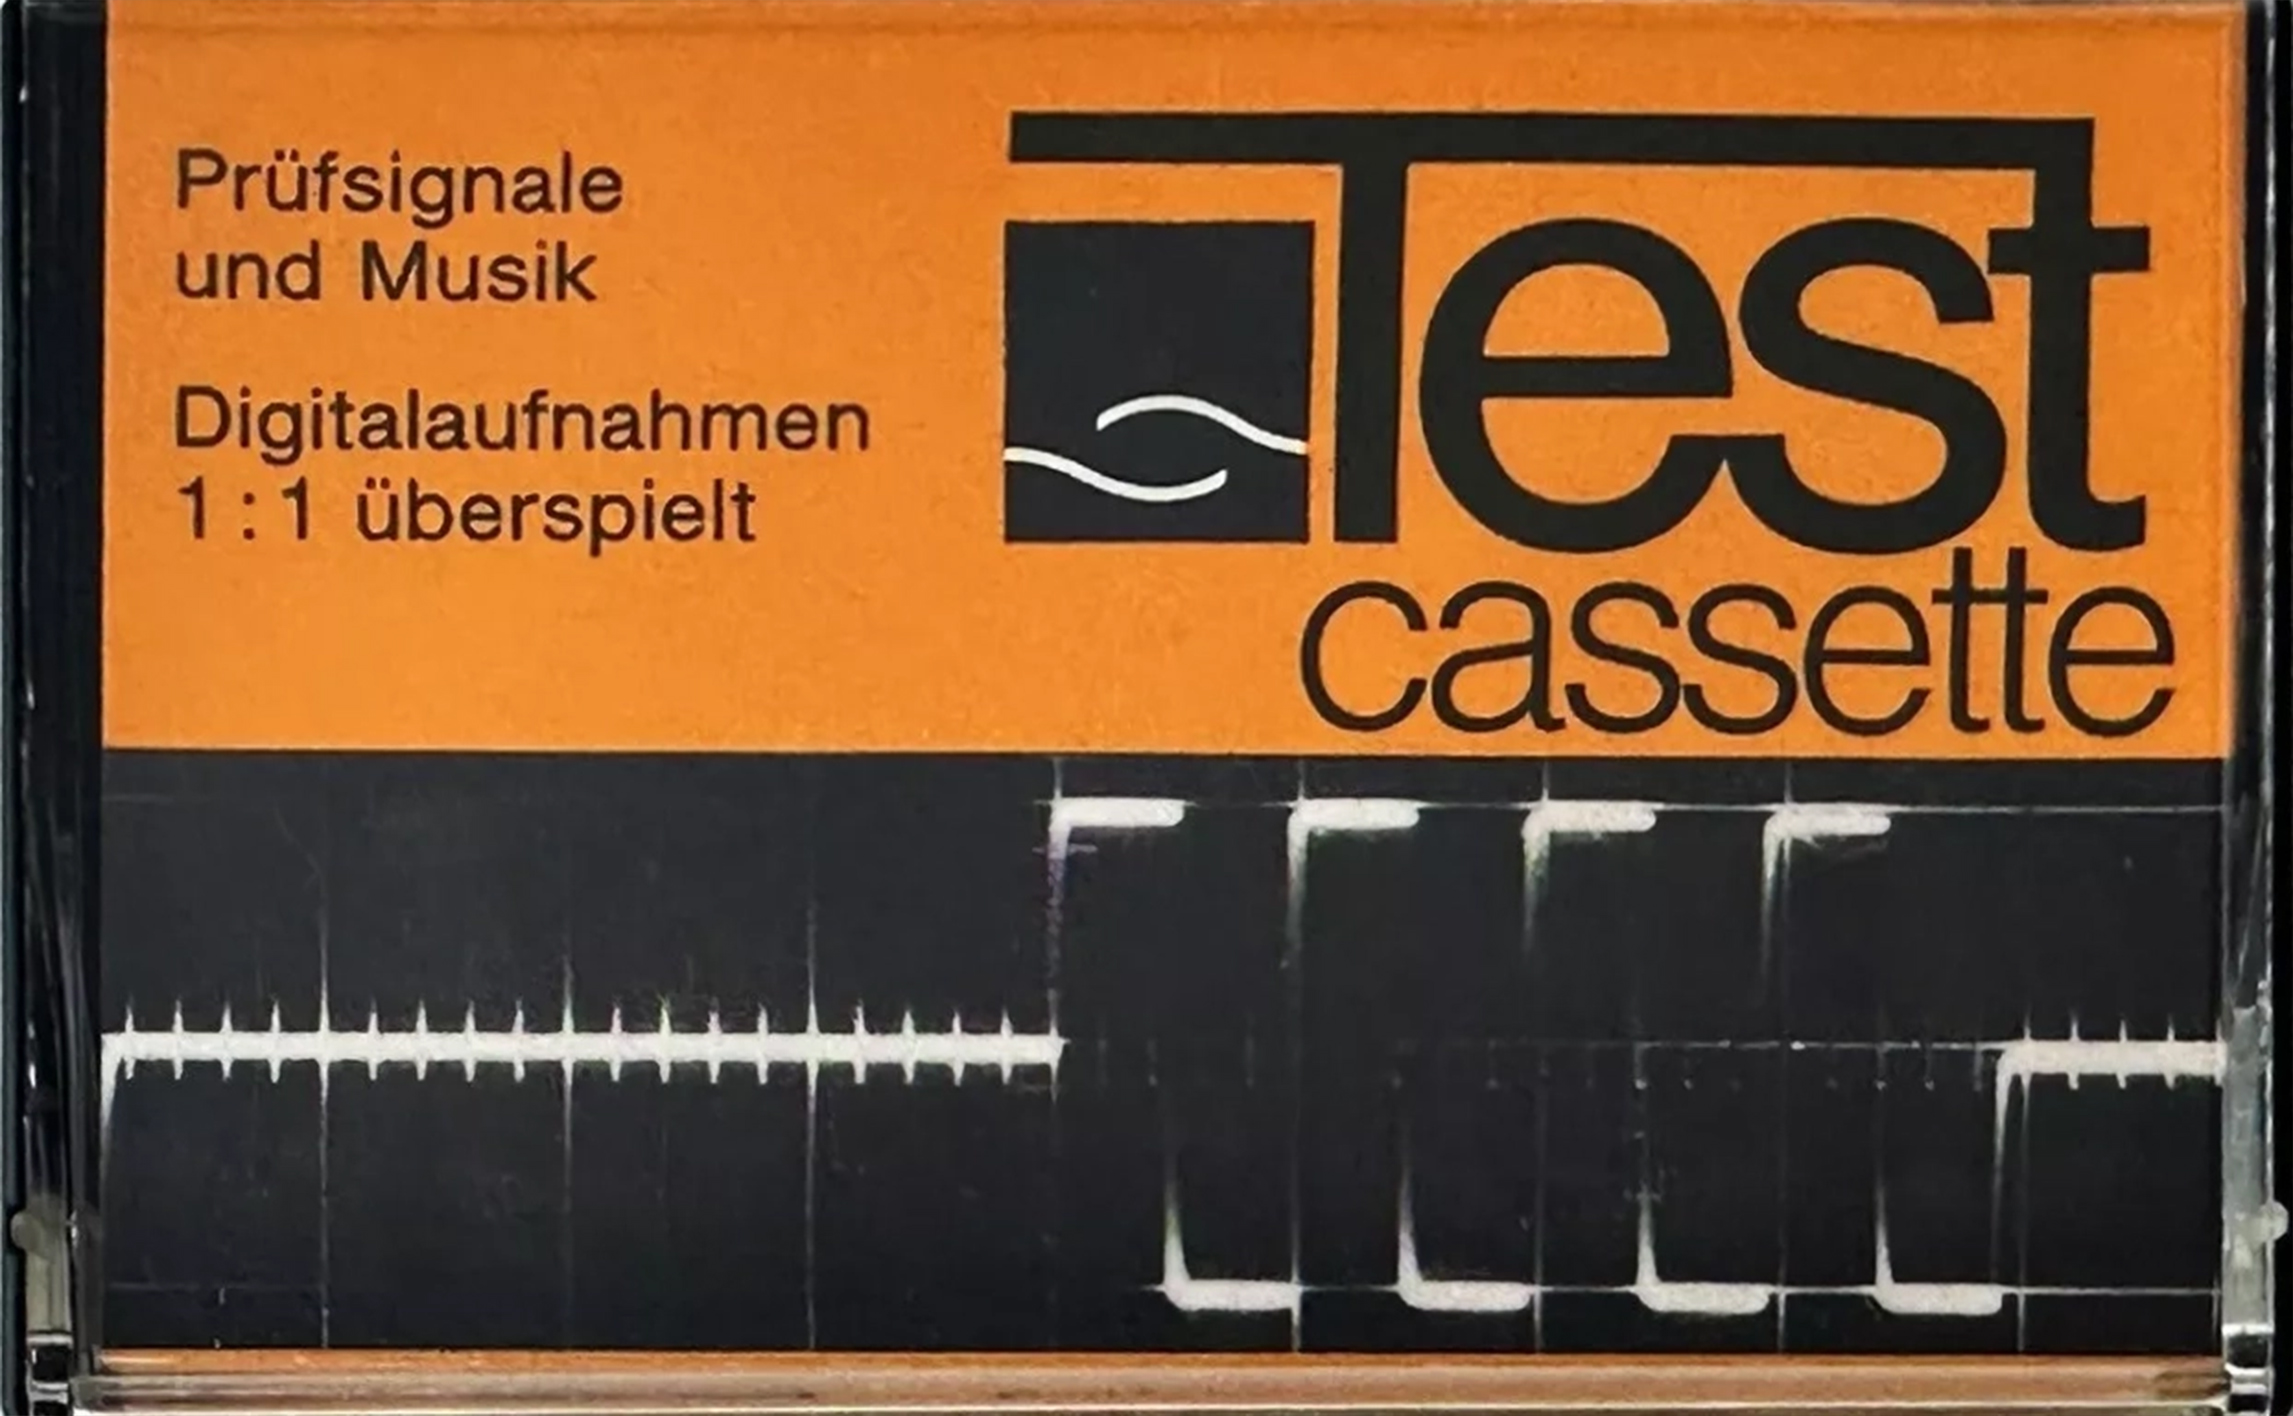 Prüfsignale
und Musik
Digitalaufnahmen
1:1 überspielt
Test
cassette